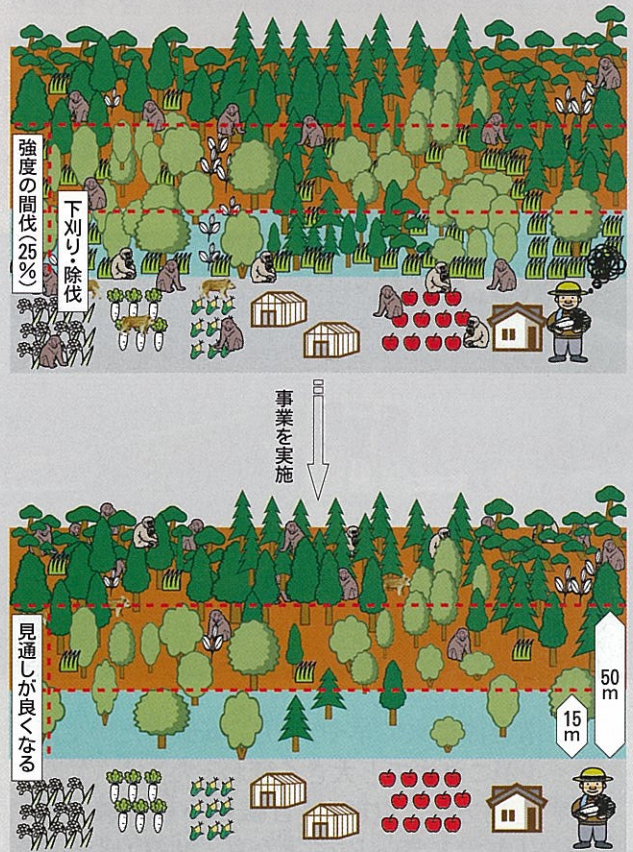 強度の間伐(25%)
下刈り・除伐
事業を実施
見通しが良くなる
50m
15m